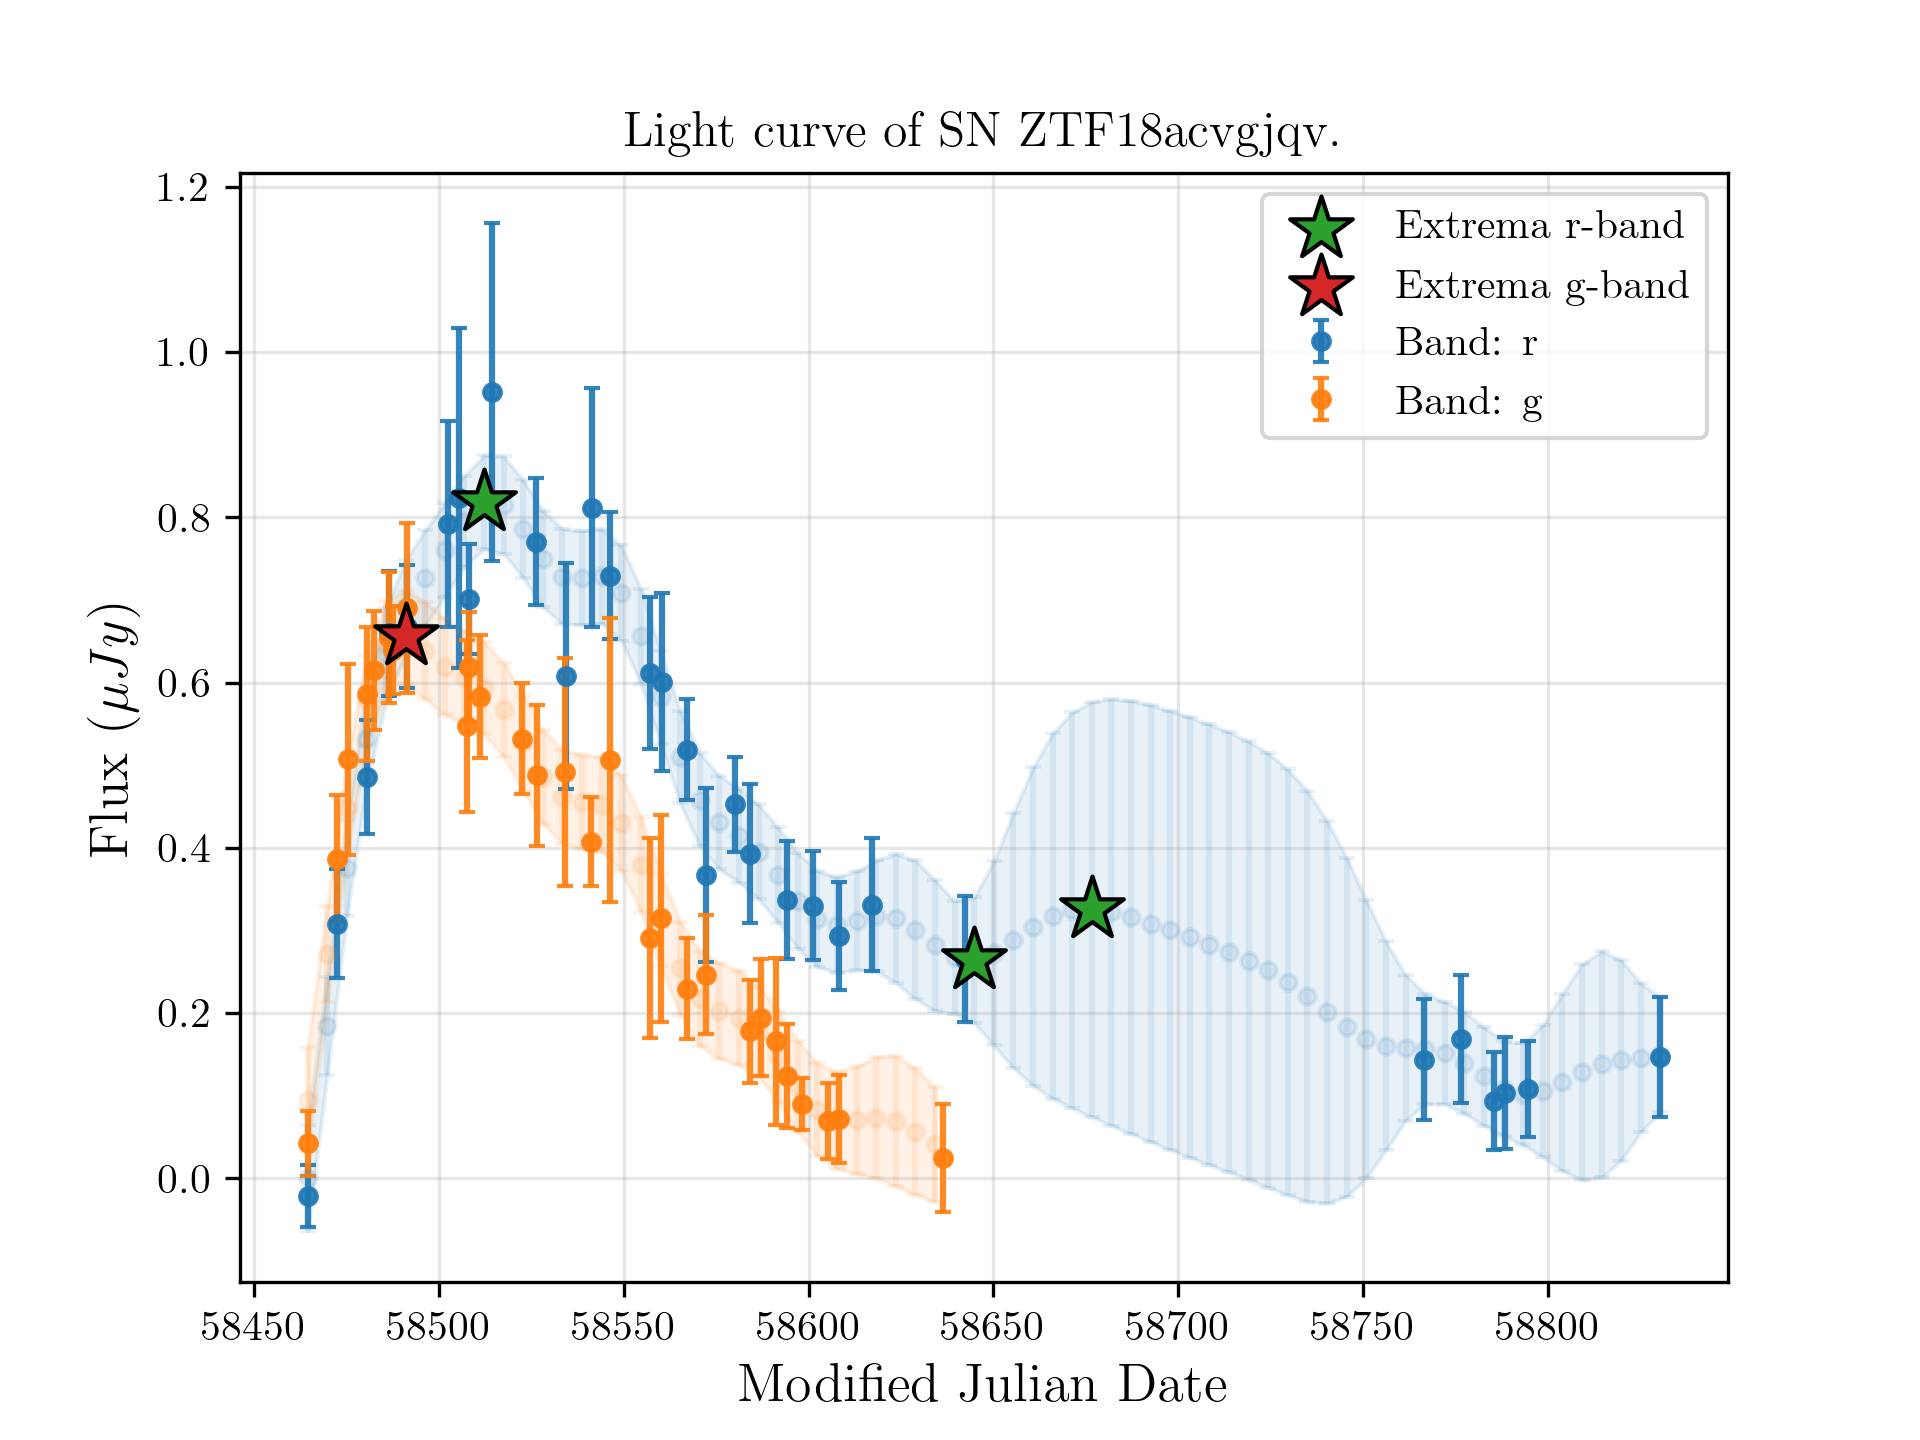 Light curve of SN ZTF18acvgjqv.
1.2
1.0
0.8
0.6
0.4
0.2
0.0
Flux (μJy)
Extrema r-band
Extrema g-band
Band: r
Band: g
58450 58500 58550 58600 58650 58700 58750 58800
Modified Julian Date